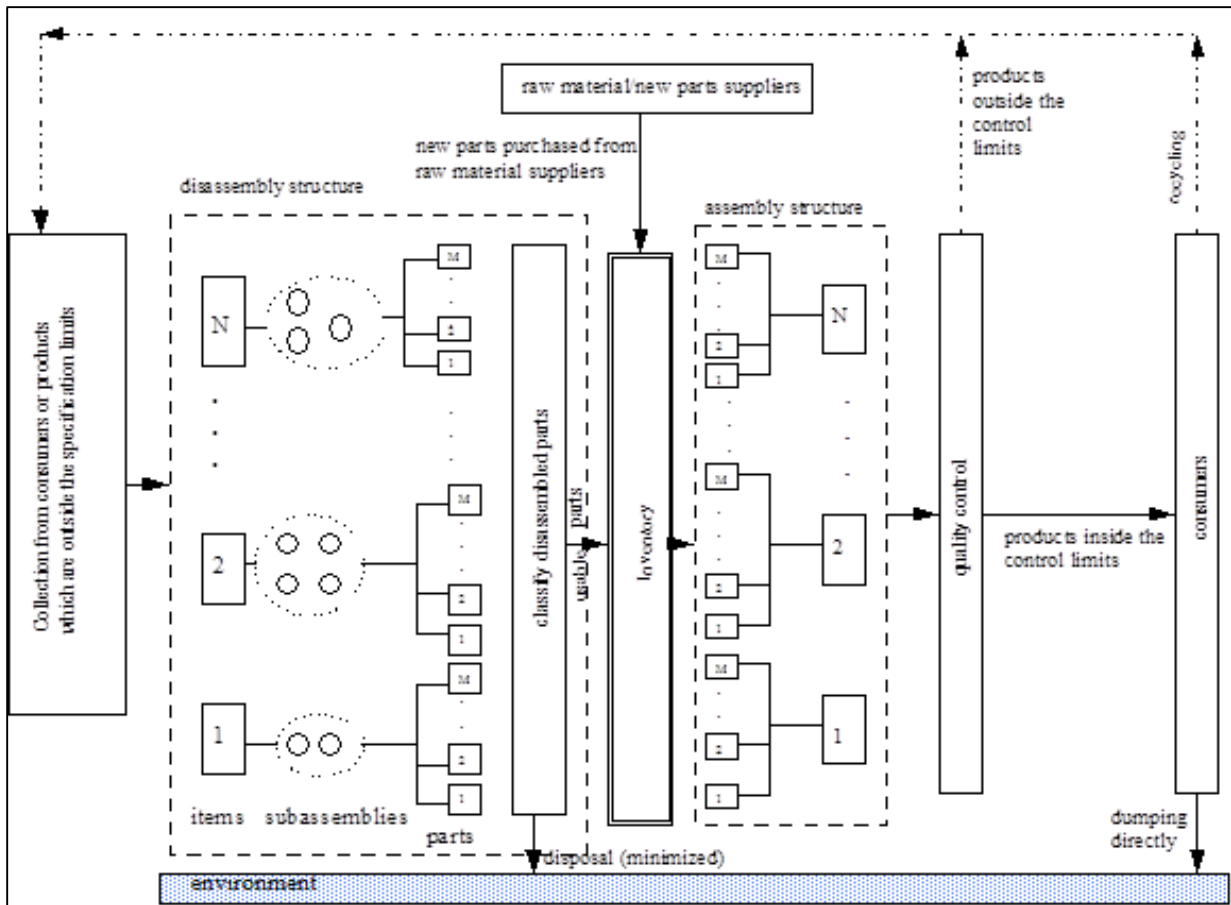 products
outside the
control
limits
recycling
raw material/new parts suppliers
new parts purchased from
raw material suppliers
disassembly structure
assembly structure
Collection from consumers or products
which are outside the specification limits
N
M
2
1
2
M
2
1
1
M
2
1
items
subassemblies
parts
classify disassembled parts
usable parts
Inventory
M
2
1
N
M
2
1
2
M
2
1
1
quality control
products inside the
control limits
consumers
dumping
directly
disposal (minimized)
environment